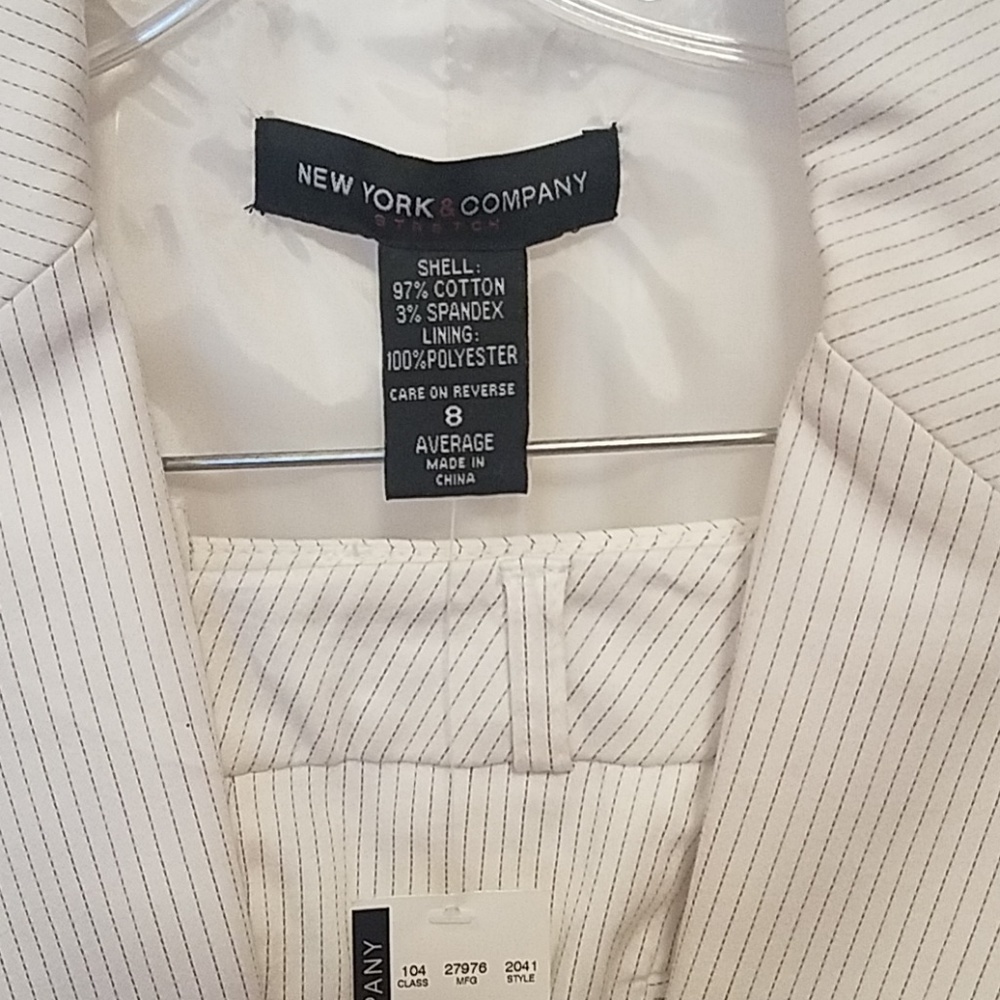 NEW YORK & COMPANY
STRETCH
SHELL:
97% COTTON
3% SPANDEX
LINING:
100%POLYESTER
CARE ON REVERSE
8
AVERAGE
MADE IN
CHINA
PANY
104 27976 2041
CLASS MFG STYLE